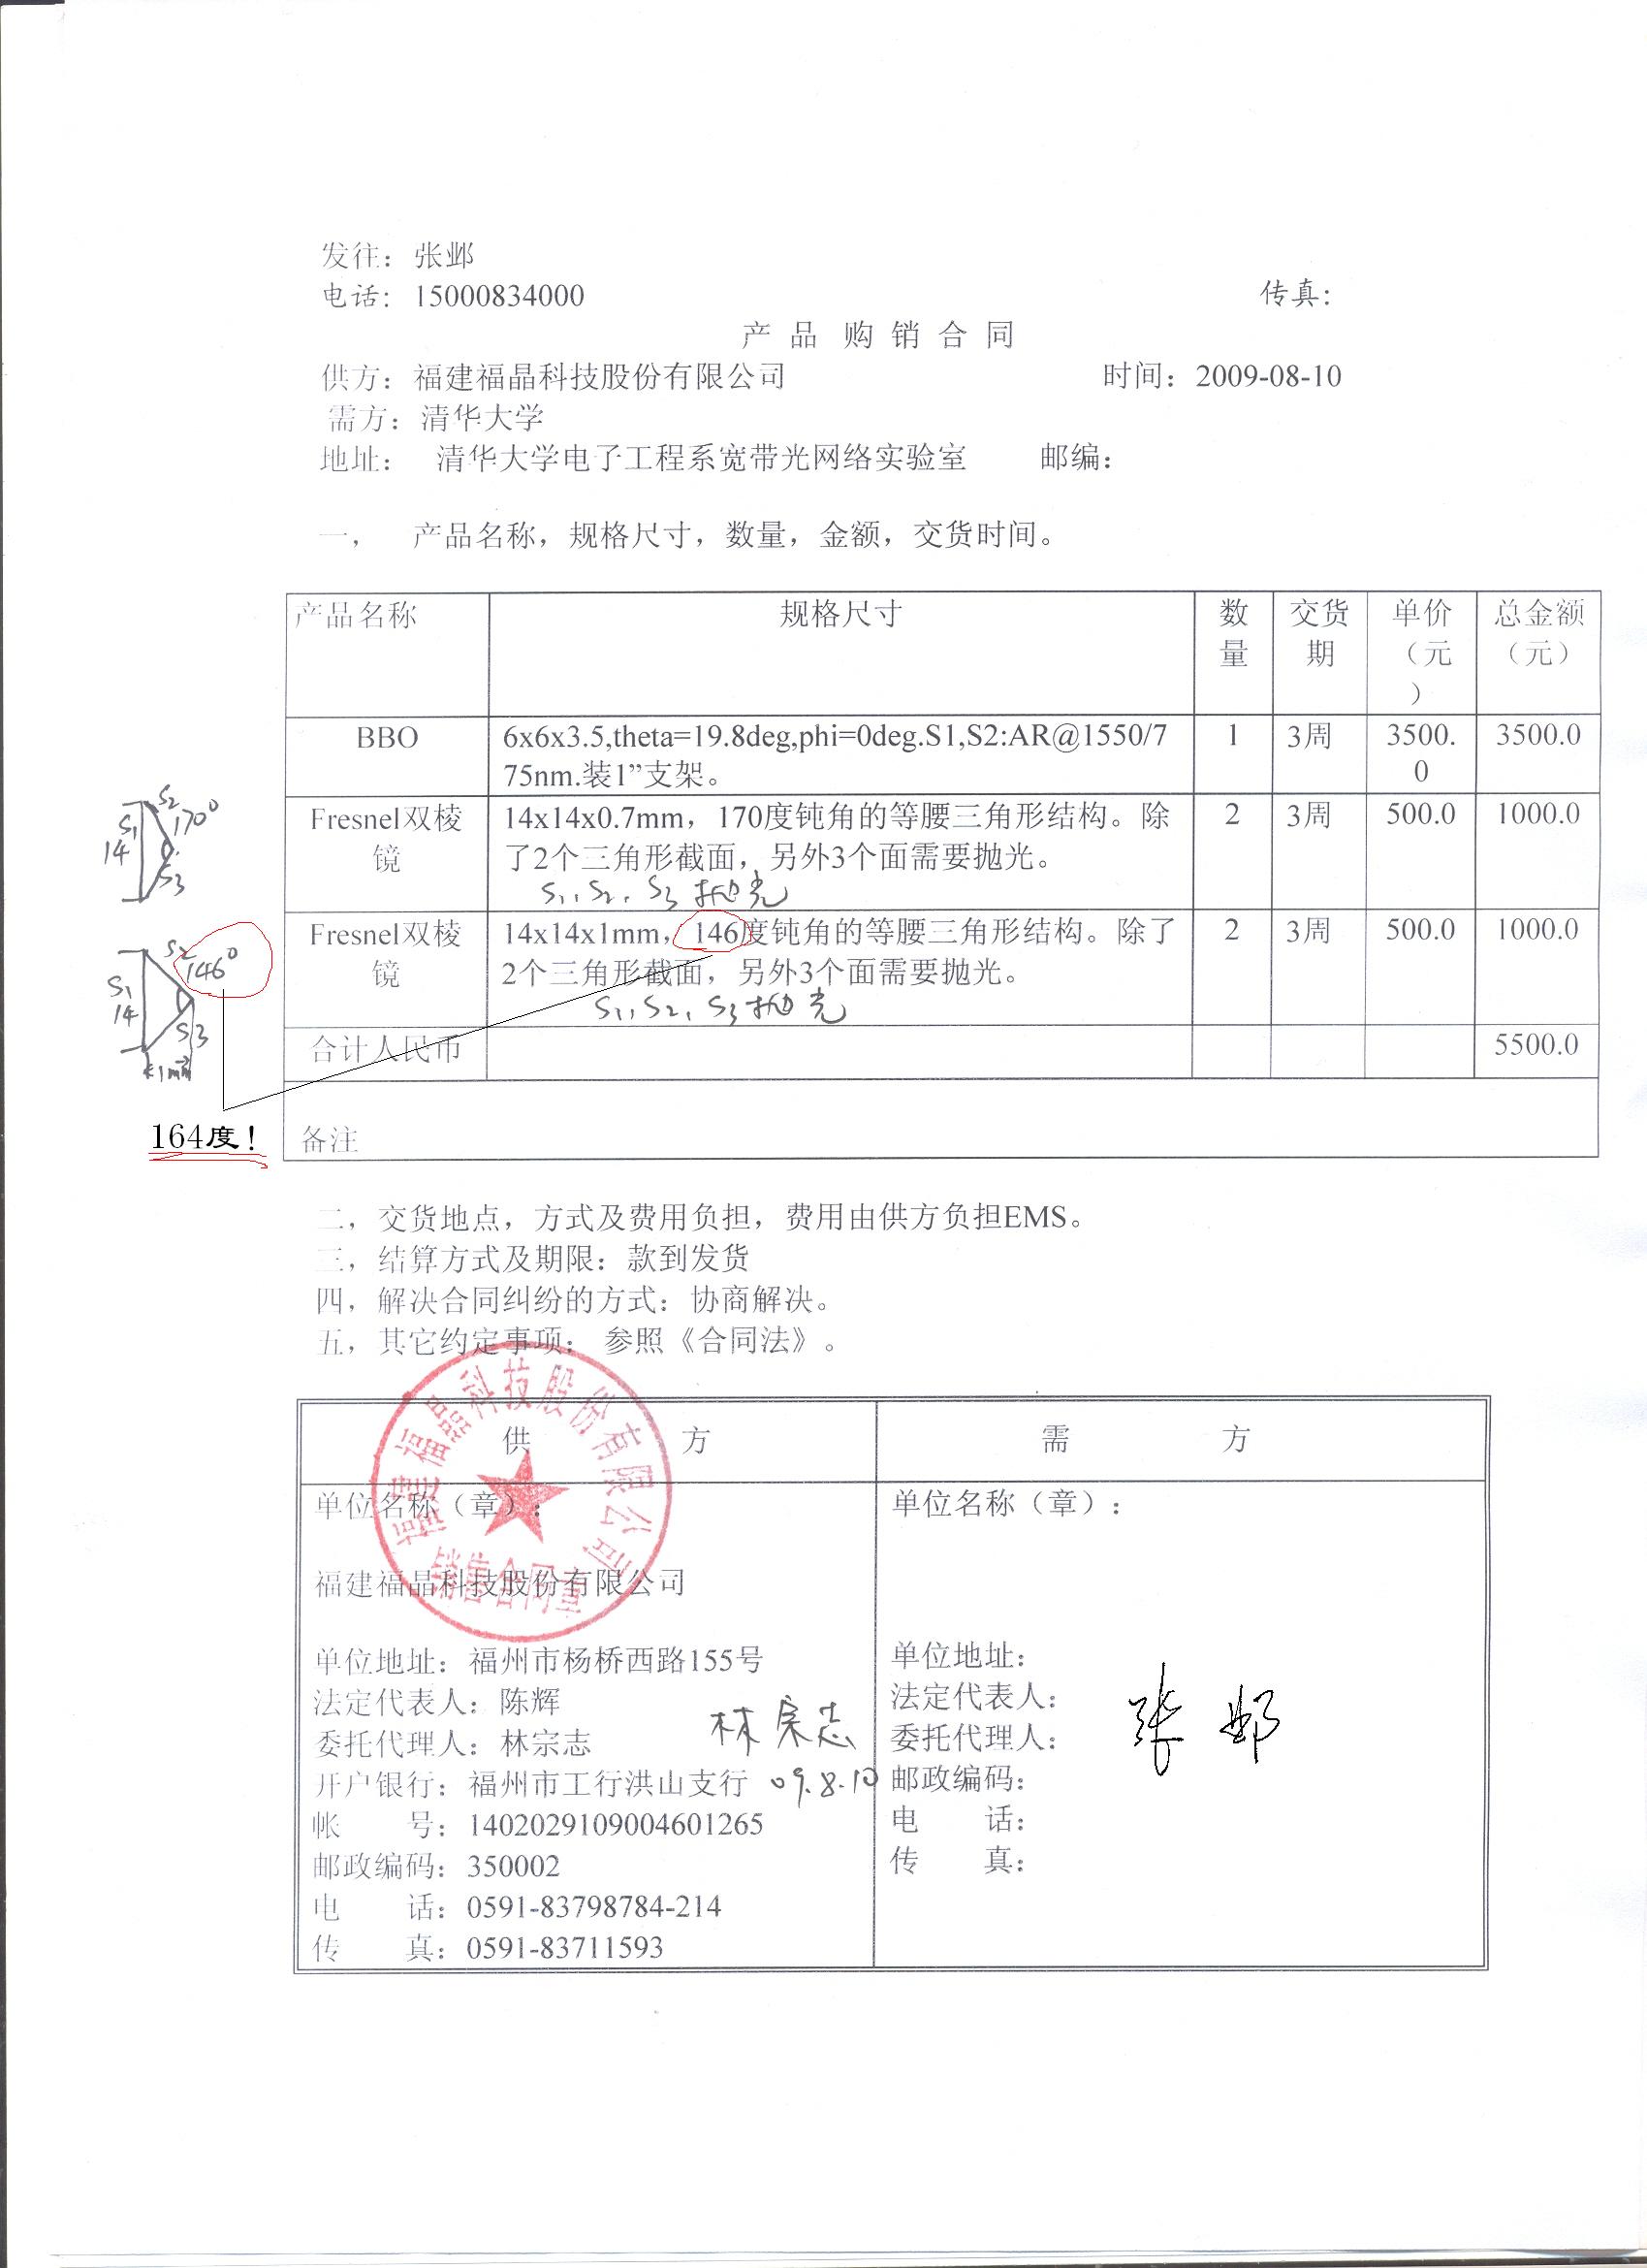 发往：张邺
电话：15000834000 传真：
产 品 购 销 合 同
供方：福建福晶科技股份有限公司 时间：2009-08-10
需方：清华大学
地址： 清华大学电子工程系宽带光网络实验室 邮编：
一， 产品名称，规格尺寸，数量，金额，交货时间。
产品名称 规格尺寸 数量 交货期 单价（元） 总金额（元）
BBO 6x6x3.5,theta=19.8deg,phi=0deg.S1,S2:AR@1550/7 1 3周 3500. 3500.0
75nm.装1”支架。 0
S2
S1 170°
14
S3
Fresnel双棱 14x14x0.7mm，170度钝角的等腰三角形结构。除 2 3周 500.0 1000.0
镜 了2个三角形截面，另外3个面需要抛光。
S1, S2, S3 抛光
S2 146°
S1
14
S3
1mm
Fresnel双棱 14x14x1mm，146度钝角的等腰三角形结构。除了 2 3周 500.0 1000.0
镜 2个三角形截面，另外3个面需要抛光。
S1, S2, S3 抛光
合计人民币 5500.0
164度！
备注
二，交货地点，方式及费用负担，费用由供方负担EMS。
三，结算方式及期限：款到发货
四，解决合同纠纷的方式：协商解决。
五，其它约定事项： 参照《合同法》。
供 方
单位名称（章）：
福建福晶科技股份有限公司
福建福晶科技股份有限公司
销售合同章
单位地址：福州市杨桥西路155号
法定代表人：陈辉
委托代理人：林宗志 林宗志
开户银行：福州市工行洪山支行 09.8.10
帐 号：1402029109004601265
邮政编码：350002
电 话：0591-83798784-214
传 真：0591-83711593
需 方
单位名称（章）：
单位地址：
法定代表人：
委托代理人： 张邺
邮政编码：
电 话：
传 真：